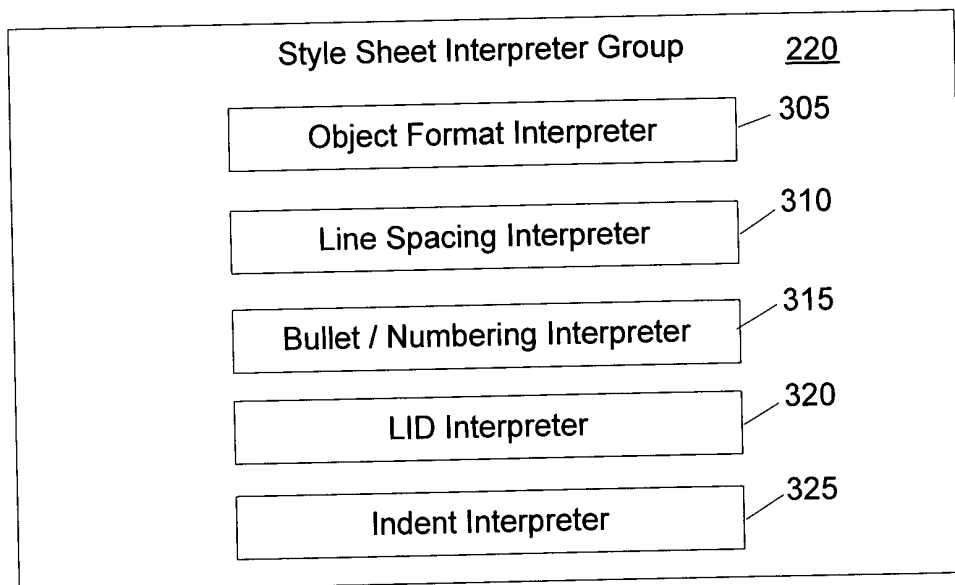 Style Sheet Interpreter Group 220
Object Format Interpreter 305
Line Spacing Interpreter 310
Bullet / Numbering Interpreter 315
LID Interpreter 320
Indent Interpreter 325